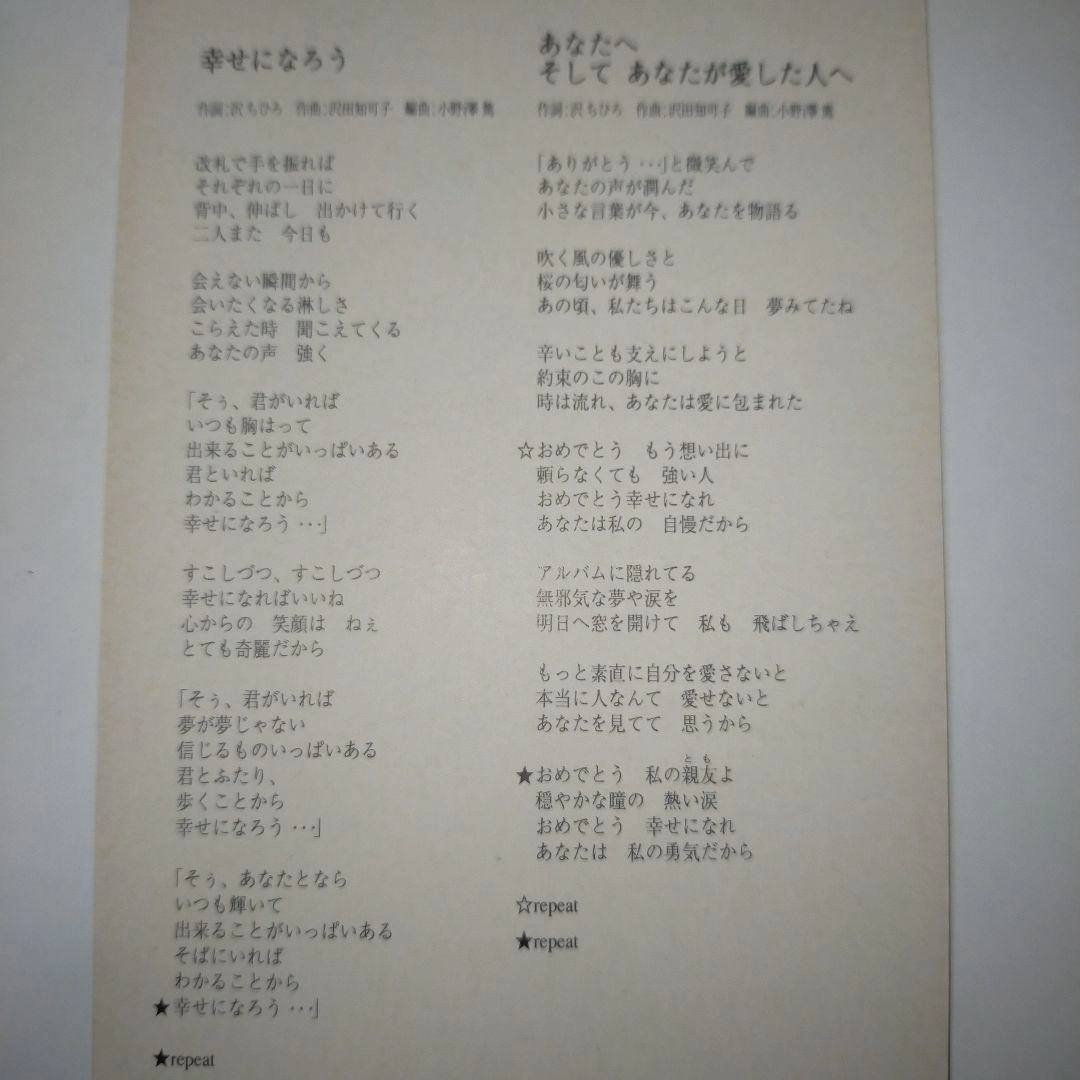 幸せになろう
作詞:沢 ちひろ　作曲:沢田知可子　編曲:小野澤 篤
改札で手を振れば
それぞれの一日に
背中、伸ばし　出かけて行く
二人また　今日も
会えない瞬間から
会いたくなる淋しさ
こらえた時　聞こえてくる
あなたの声　強く
「そぅ、君がいれば
いつも胸はって
出来ることがいっぱいある
君といれば
わかることから
幸せになろう ･･･」
すこしづつ、すこしづつ
幸せになればいいね
心からの　笑顔は　ねぇ
とても奇麗だから
「そぅ、君がいれば
夢が夢じゃない
信じるものいっぱいある
君とふたり、
歩くことから
幸せになろう ･･･」
「そぅ、あなたとなら
いつも輝いて
出来ることがいっぱいある
そばにいれば
わかることから
★幸せになろう ･･･」
★repeat
あなたへ
そして あなたが愛した人へ
作詞:沢 ちひろ　作曲:沢田知可子　編曲:小野澤 篤
「ありがとう ･･･」と微笑んで
あなたの声が潤んだ
小さな言葉が今、あなたを物語る
吹く風の優しさと
桜の匂いが舞う
あの頃、私たちはこんな日　夢みてたね
辛いことも支えにしようと
約束のこの胸に
時は流れ、あなたは愛に包まれた
☆おめでとう　もう想い出に
頼らなくても　強い人
おめでとう幸せになれ
あなたは私の　自慢だから
アルバムに隠れてる
無邪気な夢や涙を
明日へ窓を開けて　私も　飛ばしちゃえ
もっと素直に自分を愛さないと
本当に人なんて　愛せないと
あなたを見てて　思うから
とも
★おめでとう　私の親友よ
穏やかな瞳の　熱い涙
おめでとう　幸せになれ
あなたは　私の勇気だから
☆repeat
★repeat